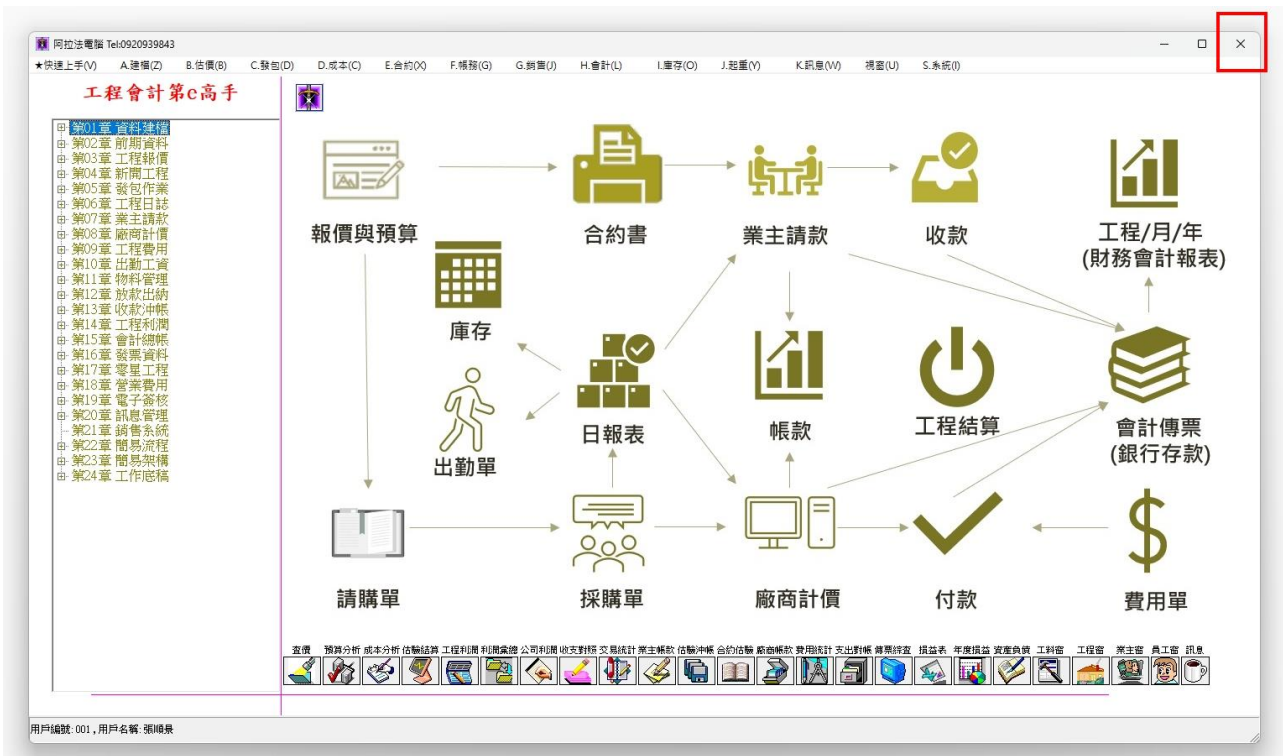 阿拉法電腦 Tel:0920939843
★快速上手(V) A.建檔(Z) B.估價(B) C.發包(D) D.成本(C) E.合約(X) F.帳務(G) G.銷售(J) H.會計(L) I.庫存(O) J.起重(Y) K.訊息(W) 視窗(U) S.系統(I)
工程會計第e高手
第01章 資料建檔
第02章 前期資料
第03章 工程報價
第04章 新開工程
第05章 發包作業
第06章 工程日誌
第07章 業主請款
第08章 廠商計價
第09章 工程費用
第10章 出勤工資
第11章 物料管理
第12章 放款出納
第13章 收款沖帳
第14章 工程利潤
第15章 會計總帳
第16章 發票資料
第17章 零星工程
第18章 營業費用
第19章 電子簽核
第20章 訊息管理
第21章 銷售系統
第22章 簡易流程
第23章 簡易架構
第24章 工作底稿
報價與預算
合約書
業主請款
收款
工程/月/年
(財務會計報表)
庫存
日報表
帳款
工程結算
會計傳票
(銀行存款)
出勤單
請購單
採購單
廠商計價
付款
費用單
查價 預算分析 成本分析 估驗結算 工程利潤 利潤彙總 公司利潤 收支對照 交易統計 業主帳款 估驗沖帳 合約估驗 廠商帳款 費用統計 支出對帳 傳票綜查 損益表 年度損益 資產負債 工料窗 工程窗 業主窗 員工窗 訊息
用戶編號: 001 , 用戶名稱: 張順景